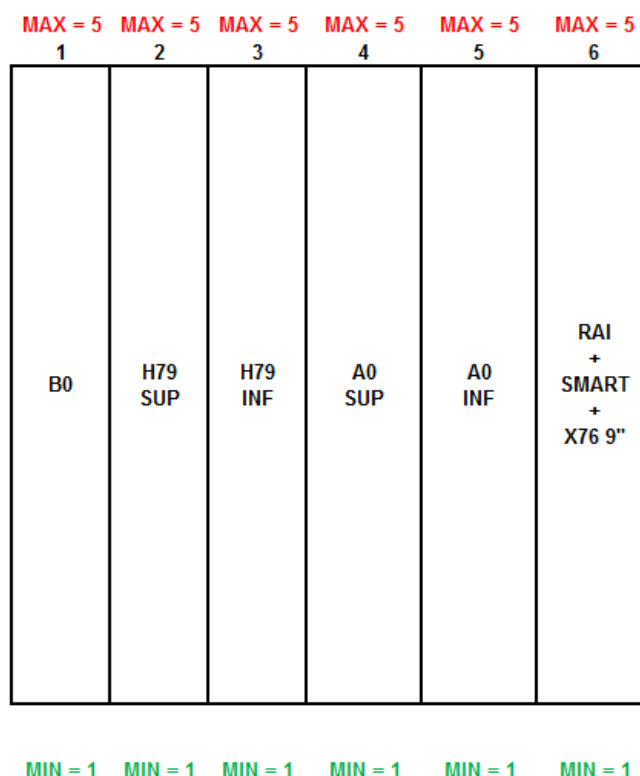 MAX = 5 MAX = 5 MAX = 5 MAX = 5 MAX = 5 MAX = 5
1 2 3 4 5 6
B0
H79
SUP
H79
INF
A0
SUP
A0
INF
RAI
+
SMART
+
X76 9"
MIN = 1 MIN = 1 MIN = 1 MIN = 1 MIN = 1 MIN = 1